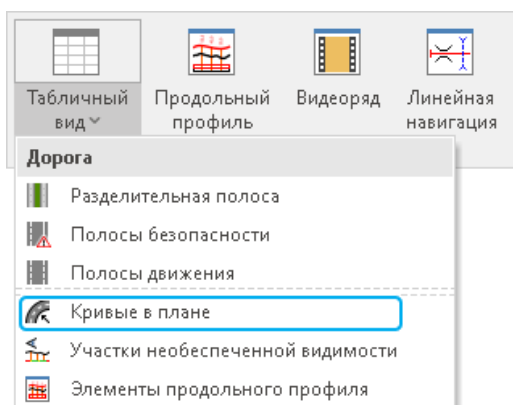 Табличный вид
Продольный профиль
Видеоряд
Линейная навигация
Дорога
Разделительная полоса
Полосы безопасности
Полосы движения
Кривые в плане
Участки необеспеченной видимости
Элементы продольного профиля